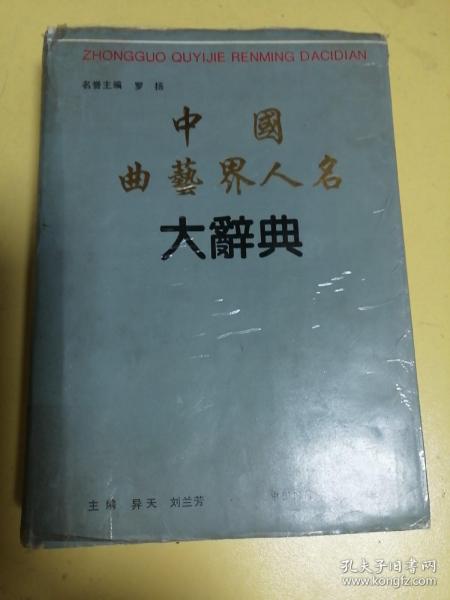 ZHONGGUO QUYIJIE RENMING DACIDIAN
名誉主编 罗扬
中國
曲藝界人名
大辭典
主编 异天 刘兰芳
孔夫子旧书网
www.kongfz.com